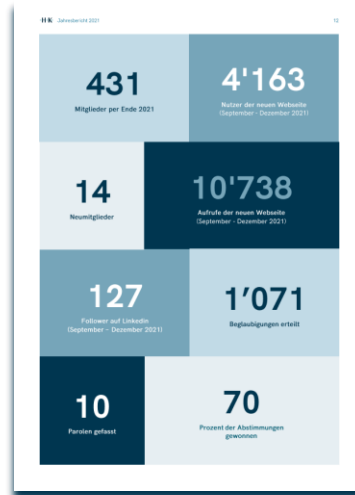 IHK Jahresbericht 2021 12
431
Mitglieder per Ende 2021
4'163
Nutzer der neuen Webseite
(September - Dezember 2021)
14
Neumitglieder
10'738
Aufrufe der neuen Webseite
(September - Dezember 2021)
127
Follower auf Linkedin
(September – Dezember 2021)
1’071
Beglaubigungen erteilt
10
Parolen gefasst
70
Prozent der Abstimmungen
gewonnen